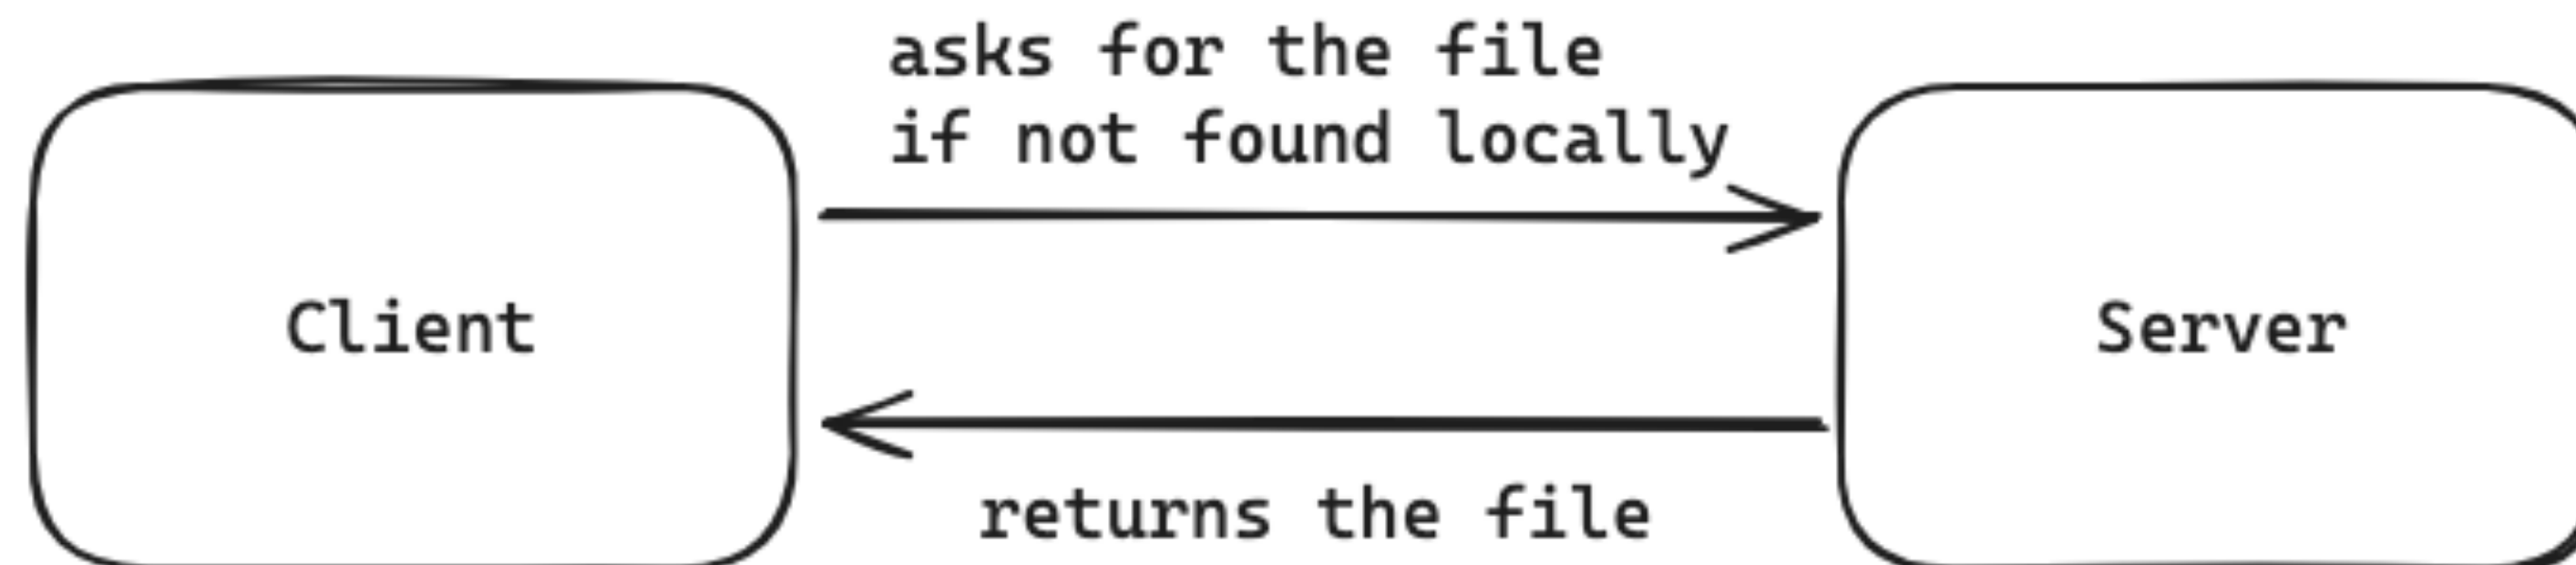 asks for the file
if not found locally
Client
Server
returns the file